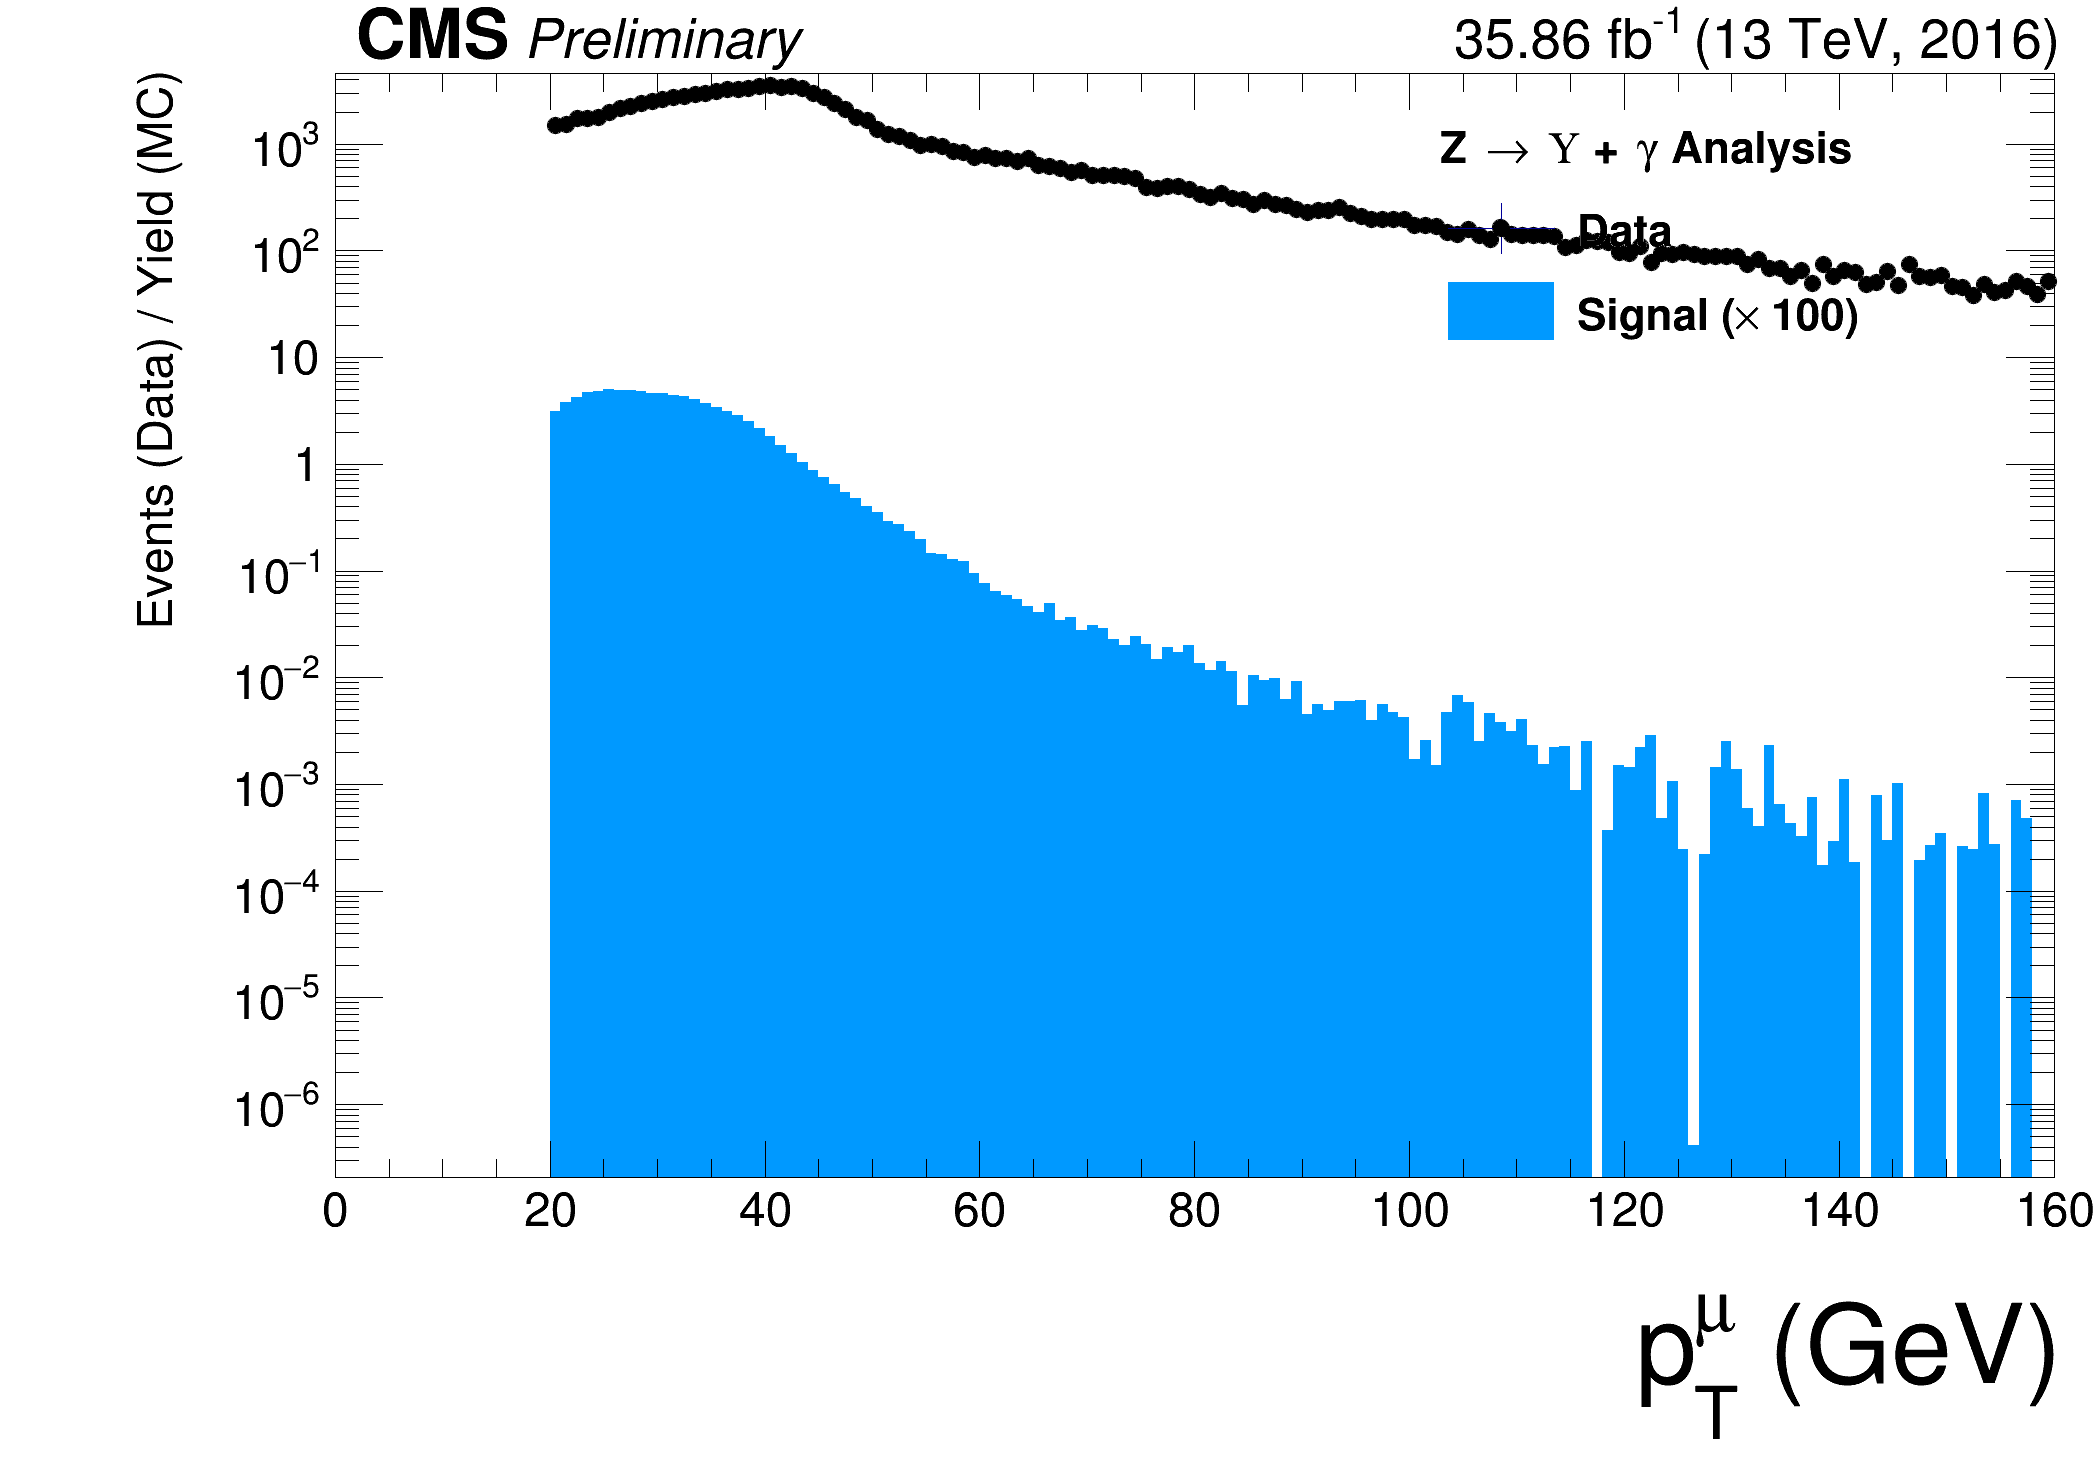 CMS Preliminary 35.86 fb⁻¹ (13 TeV, 2016)
Events (Data) / Yield (MC)
Z → Υ + γ Analysis
Data
Signal (× 100)
10³
10²
10
1
10⁻¹
10⁻²
10⁻³
10⁻⁴
10⁻⁵
10⁻⁶
0 20 40 60 80 100 120 140 160
p_T^μ (GeV)